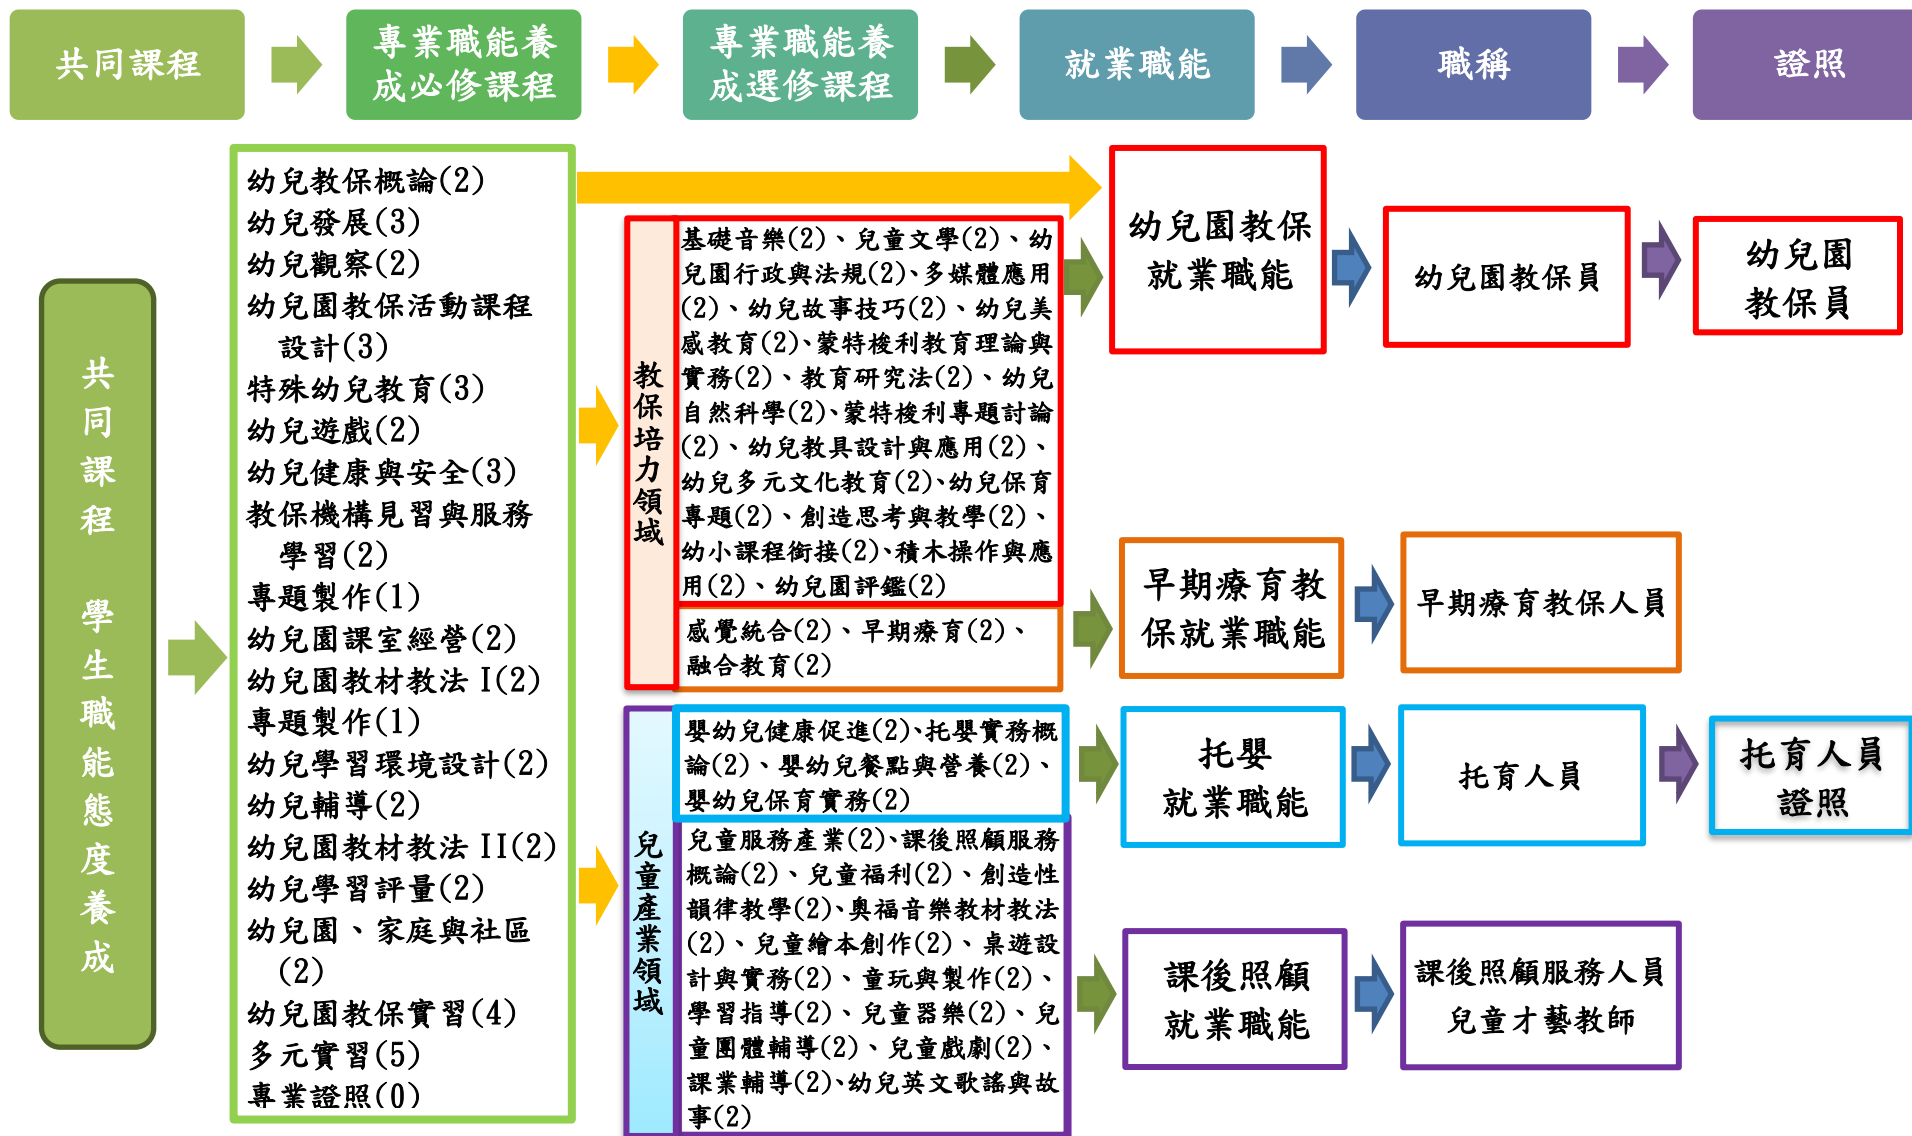 共同課程
專業職能養
成必修課程
專業職能養
成選修課程
就業職能
職稱
證照
共同課程 學生職能態度養成
幼兒教保概論(2)
幼兒發展(3)
幼兒觀察(2)
幼兒園教保活動課程
設計(3)
特殊幼兒教育(3)
幼兒遊戲(2)
幼兒健康與安全(3)
教保機構見習與服務
學習(2)
專題製作(1)
幼兒園課室經營(2)
幼兒園教材教法 I(2)
專題製作(1)
幼兒學習環境設計(2)
幼兒輔導(2)
幼兒園教材教法 II(2)
幼兒學習評量(2)
幼兒園、家庭與社區
(2)
幼兒園教保實習(4)
多元實習(5)
專業證照(0)
教保培力領域
基礎音樂(2)、兒童文學(2)、幼
兒園行政與法規(2)、多媒體應用
(2)、幼兒故事技巧(2)、幼兒美
感教育(2)、蒙特梭利教育理論與
實務(2)、教育研究法(2)、幼兒
自然科學(2)、蒙特梭利專題討論
(2)、幼兒教具設計與應用(2)、
幼兒多元文化教育(2)、幼兒保育
專題(2)、創造思考與教學(2)、
幼小課程銜接(2)、積木操作與應
用(2)、幼兒園評鑑(2)
感覺統合(2)、早期療育(2)、
融合教育(2)
幼兒園教保
就業職能
幼兒園教保員
幼兒園
教保員
早期療育教
保就業職能
早期療育教保人員
兒童產業領域
嬰幼兒健康促進(2)、托嬰實務概
論(2)、嬰幼兒餐點與營養(2)、
嬰幼兒保育實務(2)
托嬰
就業職能
托育人員
托育人員
證照
兒童服務產業(2)、課後照顧服務
概論(2)、兒童福利(2)、創造性
韻律教學(2)、奧福音樂教材教法
(2)、兒童繪本創作(2)、桌遊設
計與實務(2)、童玩與製作(2)、
學習指導(2)、兒童器樂(2)、兒
童團體輔導(2)、兒童戲劇(2)、
課業輔導(2)、幼兒英文歌謠與故
事(2)
課後照顧
就業職能
課後照顧服務人員
兒童才藝教師